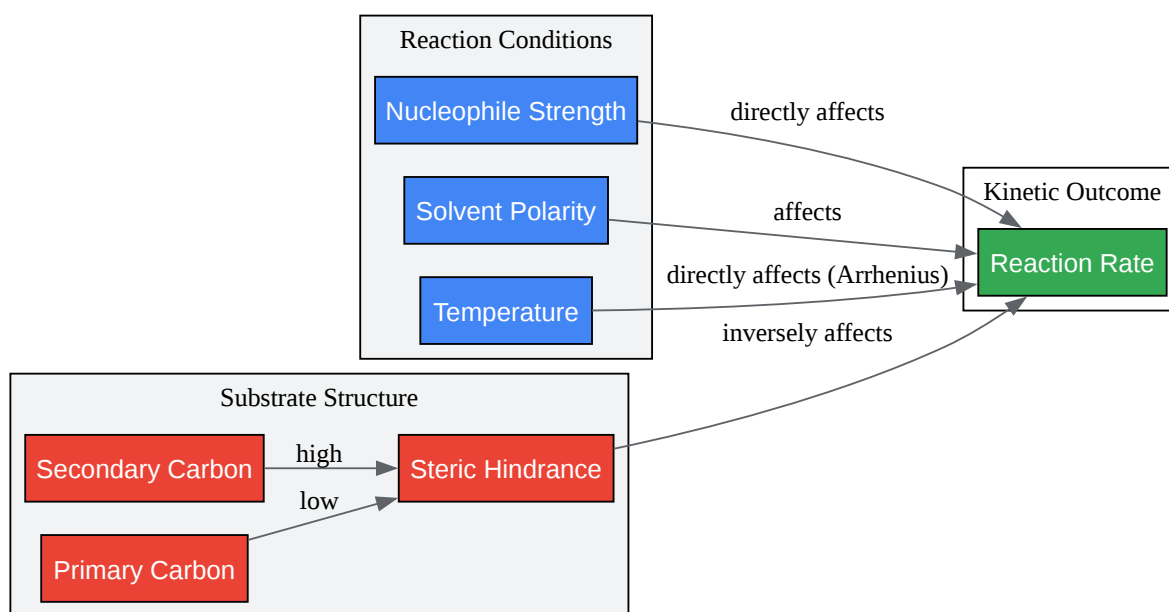 Reaction Conditions
Nucleophile Strength
directly affects
Solvent Polarity
affects
Kinetic Outcome
Reaction Rate
Temperature
directly affects (Arrhenius)
inversely affects
Substrate Structure
Secondary Carbon
high
Steric Hindrance
low
Primary Carbon